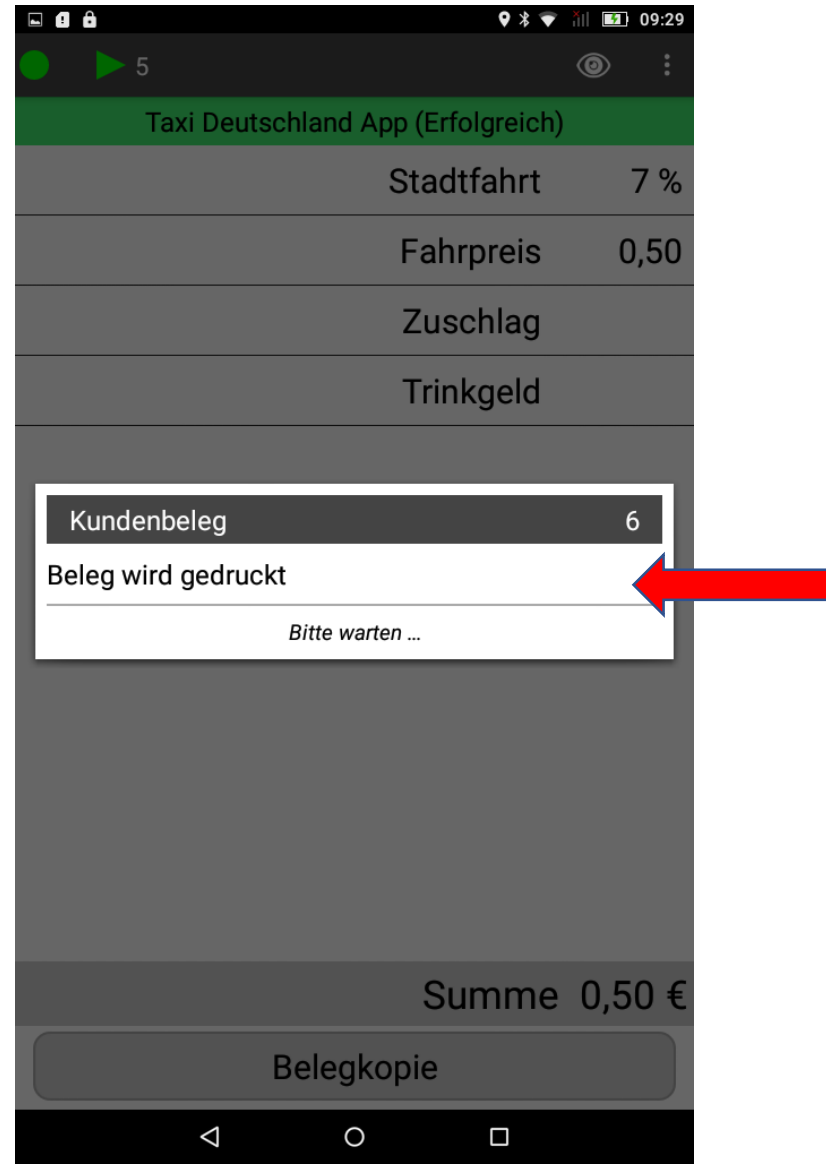 09:29
5
Taxi Deutschland App (Erfolgreich)
Stadtfahrt 7 %
Fahrpreis 0,50
Zuschlag
Trinkgeld
Kundenbeleg 6
Beleg wird gedruckt
Bitte warten ...
Summe 0,50 €
Belegkopie